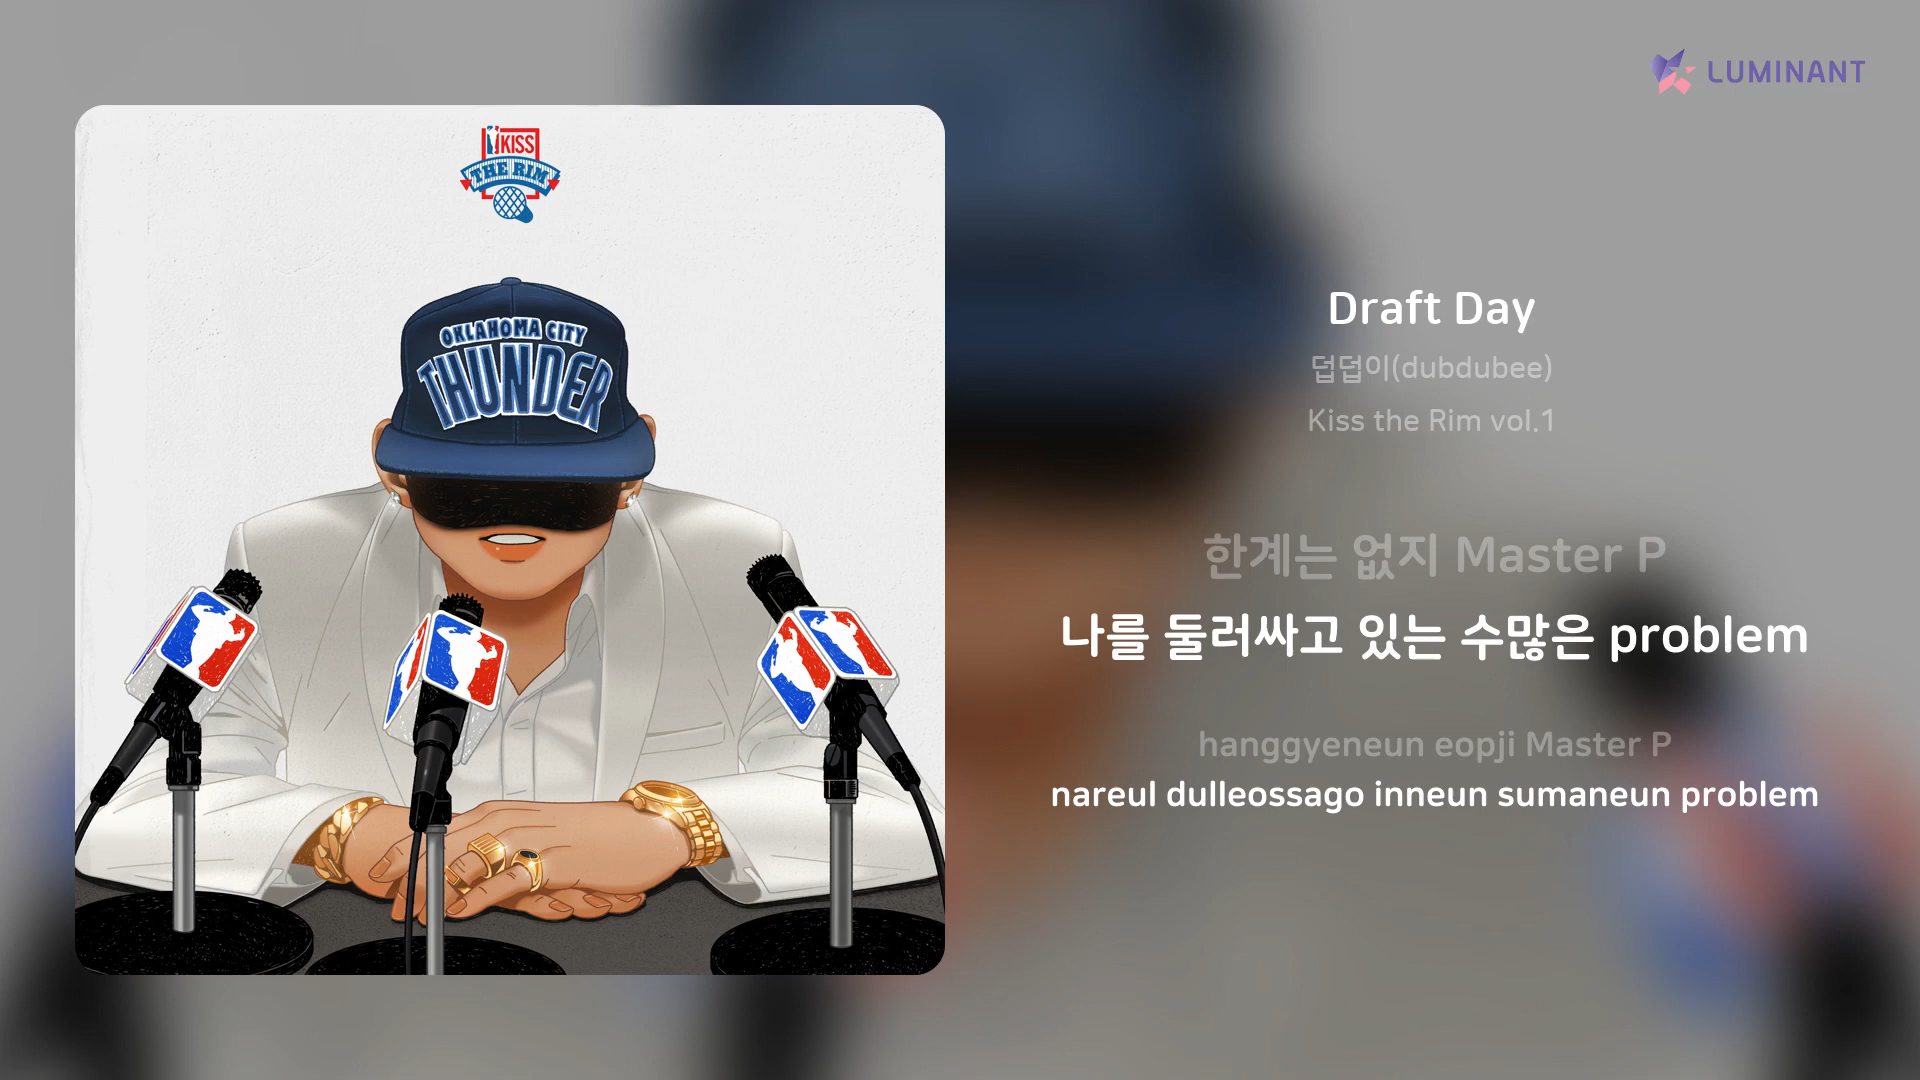 LUMINANT
KISS
THE RIM
OKLAHOMA CITY
THUNDER
Draft Day
덥덥이(dubdubee)
Kiss the Rim vol.1
한계는 없지 Master P
나를 둘러싸고 있는 수많은 problem
hanggyeneun eopji Master P
nareul dulleossago inneun sumaneun problem